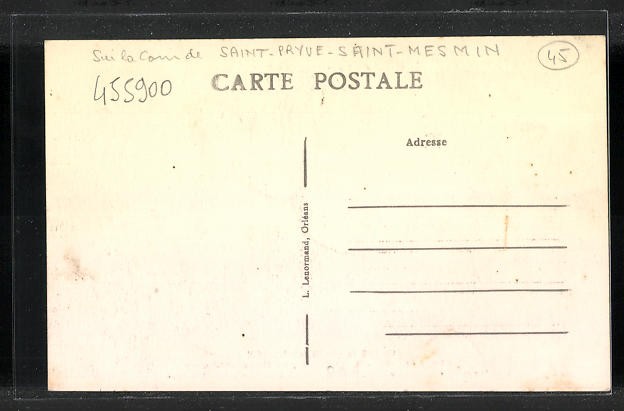 Sur la Com de SAINT-PRYVE-SAINT-MESMIN
45
455900
CARTE POSTALE
Adresse
L. Lenormand, Orléans